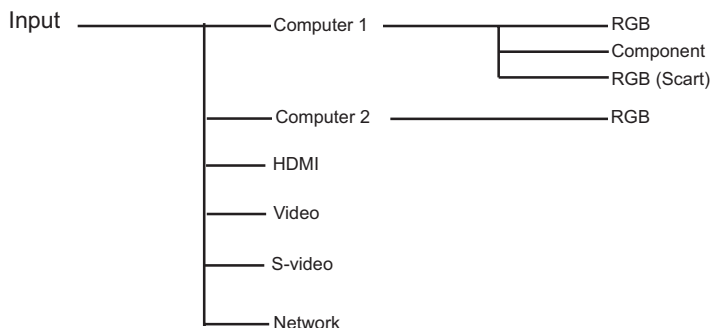 Input
Computer 1
RGB
Component
RGB (Scart)
Computer 2
RGB
HDMI
Video
S-video
Network